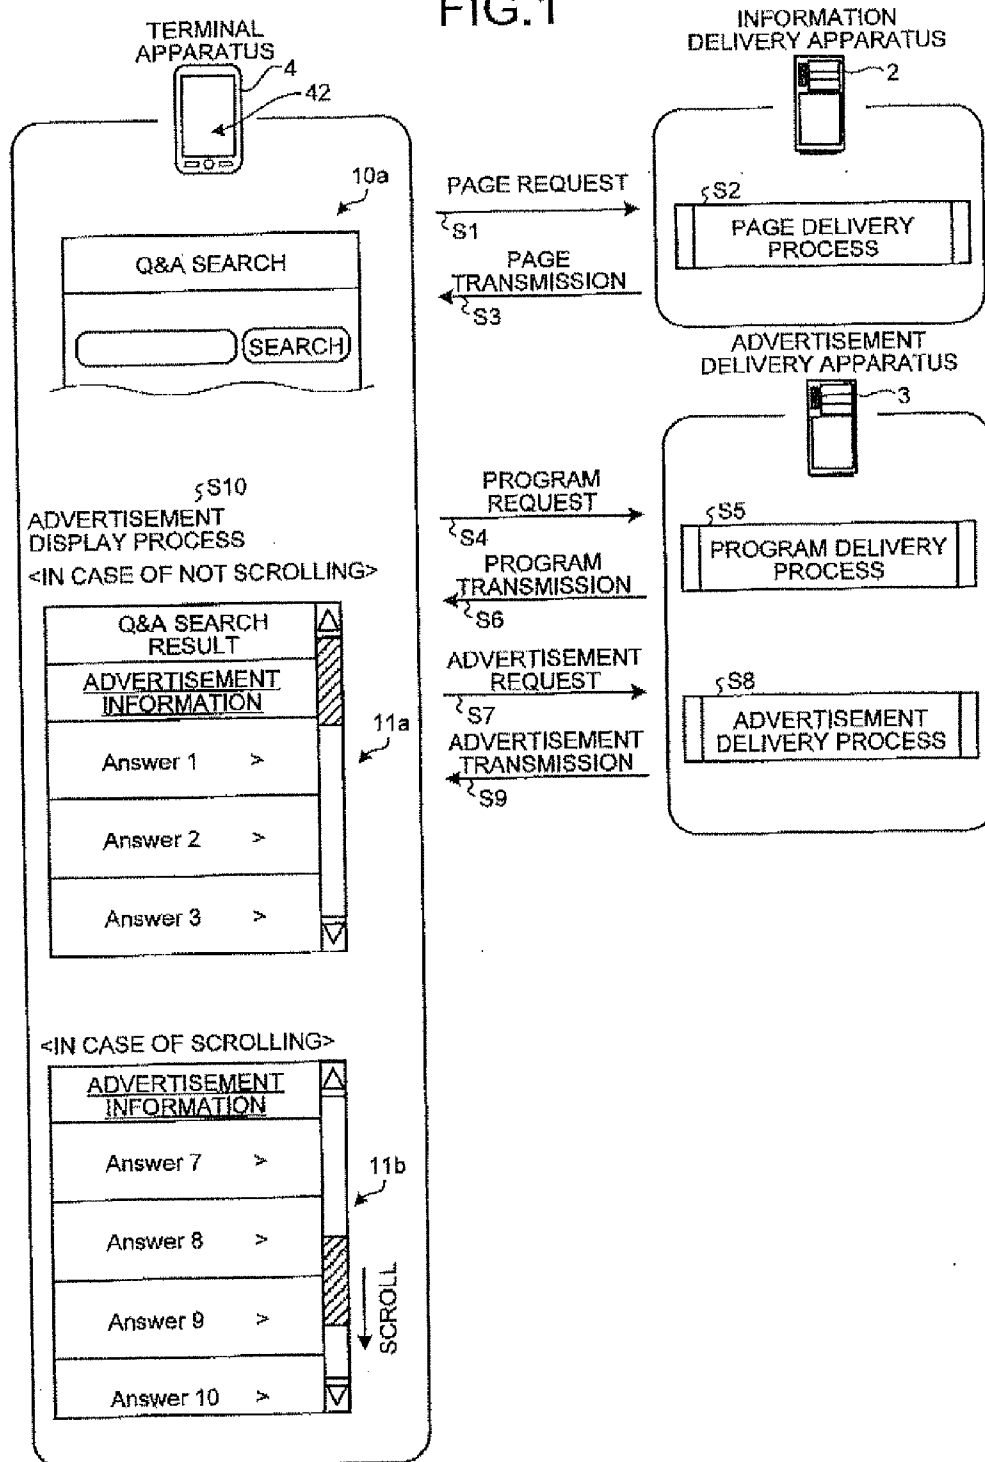 FIG.1
TERMINAL
APPARATUS
4
42
10a
Q&A SEARCH
SEARCH
S10
ADVERTISEMENT
DISPLAY PROCESS
<IN CASE OF NOT SCROLLING>
Q&A SEARCH
RESULT
ADVERTISEMENT
INFORMATION
Answer 1 >
Answer 2 >
Answer 3 >
11a
<IN CASE OF SCROLLING>
ADVERTISEMENT
INFORMATION
Answer 7 >
Answer 8 >
Answer 9 >
Answer 10 >
11b
SCROLL
PAGE REQUEST
S1
PAGE
TRANSMISSION
S3
PROGRAM
REQUEST
S4
PROGRAM
TRANSMISSION
S6
ADVERTISEMENT
REQUEST
S7
ADVERTISEMENT
TRANSMISSION
S9
INFORMATION
DELIVERY APPARATUS
2
S2
PAGE DELIVERY
PROCESS
ADVERTISEMENT
DELIVERY APPARATUS
3
S5
PROGRAM DELIVERY
PROCESS
S8
ADVERTISEMENT
DELIVERY PROCESS